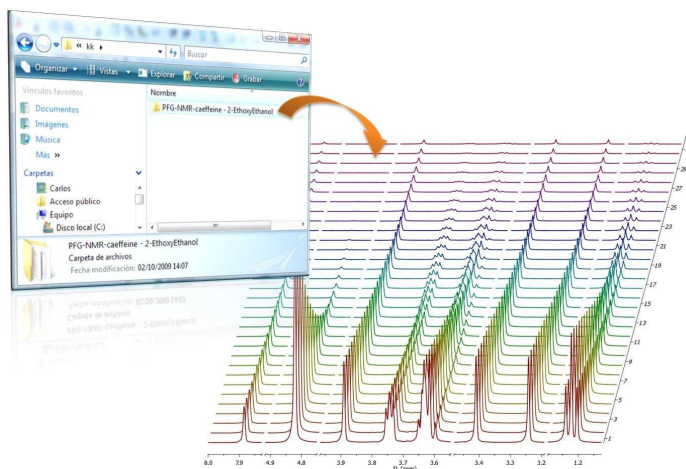 « kk
Buscar
Organizar
Vistas
Explorar
Compartir
Grabar
Vínculos favoritos
Documentos
Imágenes
Música
Más »
Carpetas
Carlos
Acceso público
Equipo
Disco local (C:)
Nombre
PFG-NMR-caeffeine - 2-EthoxyEthanol
PFG-NMR-caeffeine - 2-EthoxyEthanol
Carpeta de archivos
Fecha modificación: 02/10/2009 14:07
29
27
25
23
21
19
17
15
13
11
9
7
5
3
1
8.0 7.9 4.9 4.8 3.9 3.8 3.7 3.6 3.4 3.3 3.2 1.2